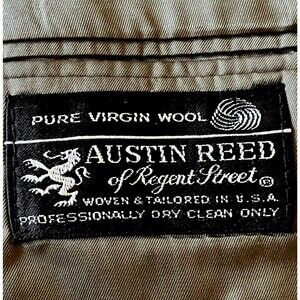 PURE VIRGIN WOOL
AUSTIN REED
of Regent Street ®
WOVEN & TAILORED IN U.S.A.
PROFESSIONALLY DRY CLEAN ONLY